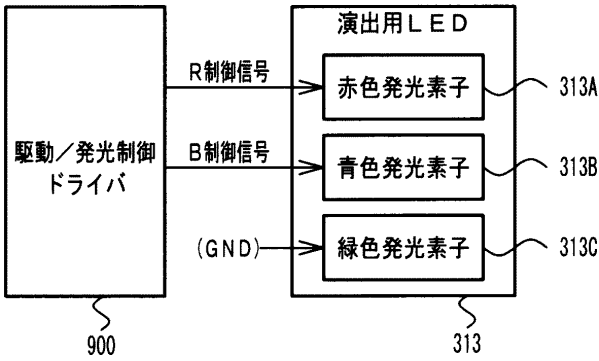 演出用LED
R制御信号
赤色発光素子
313A
駆動／発光制御
ドライバ
B制御信号
青色発光素子
313B
(GND)
緑色発光素子
313C
900
313